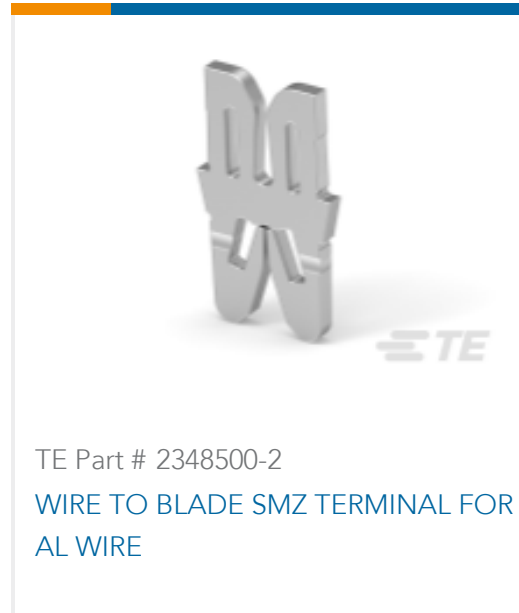 TE
TE Part # 2348500-2
WIRE TO BLADE SMZ TERMINAL FOR
AL WIRE